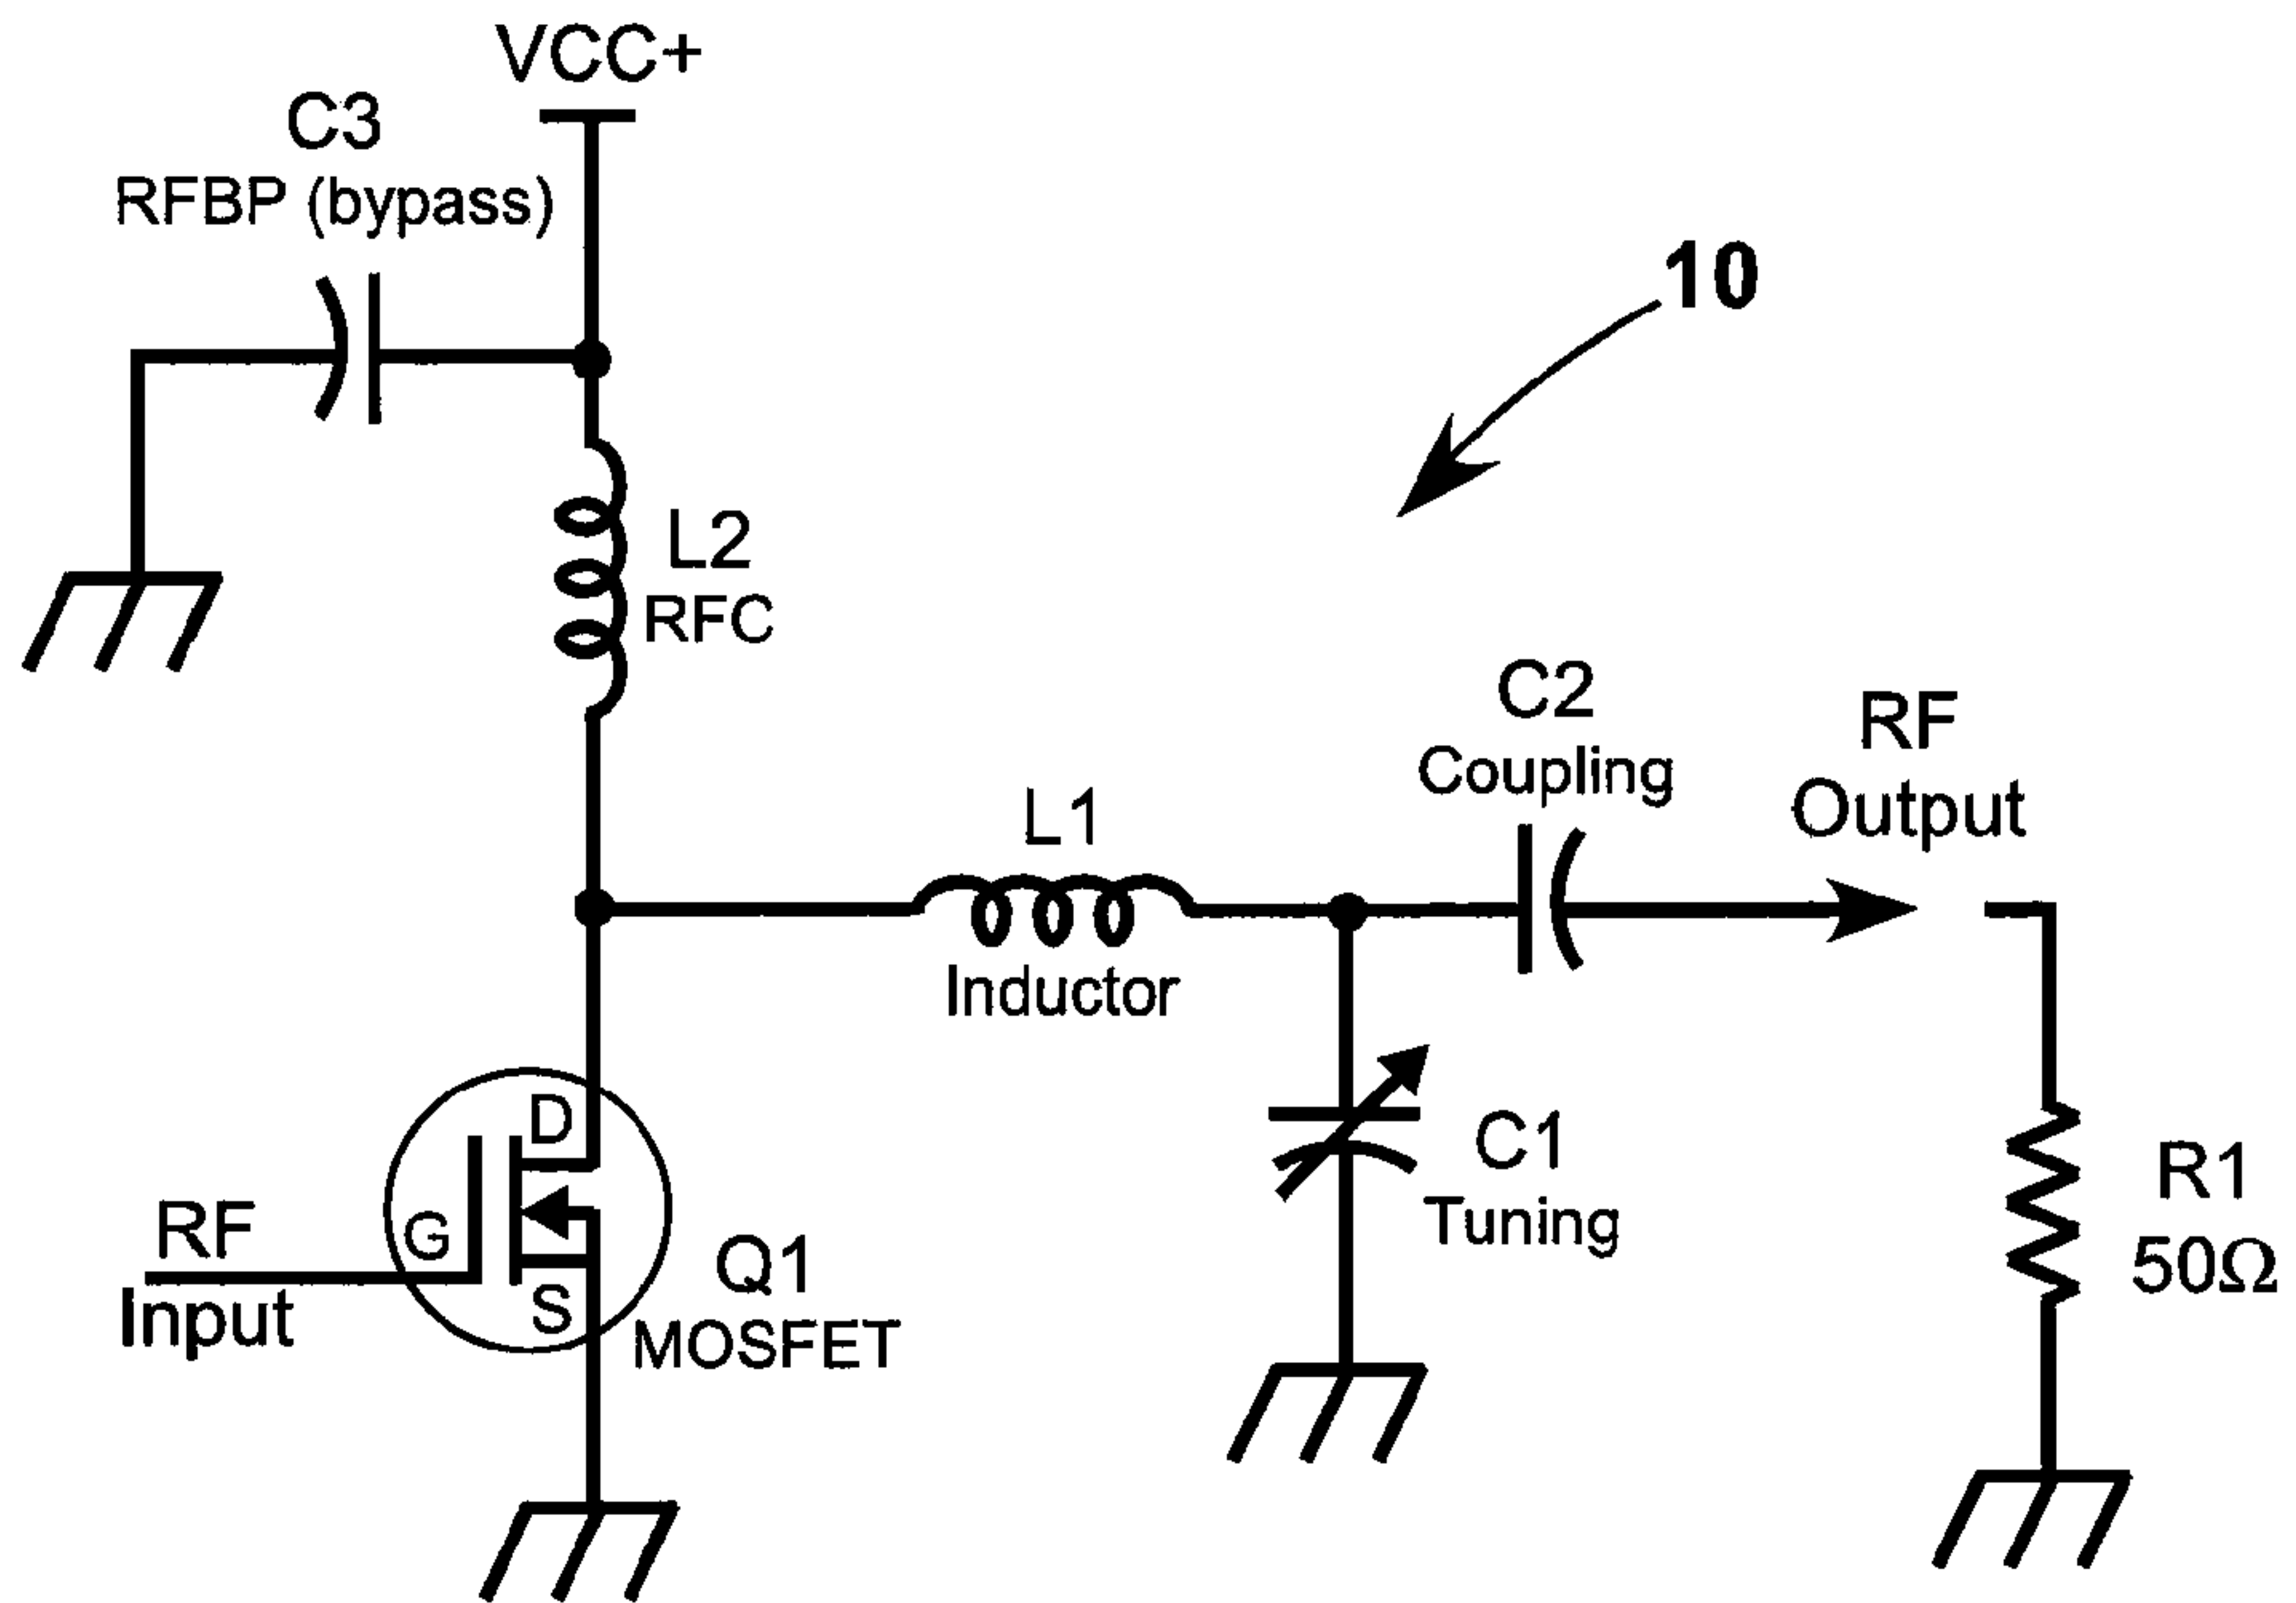 VCC+
C3
RFBP (bypass)
10
L2
RFC
C2
Coupling
RF
Output
L1
Inductor
D
G
S
RF
Input
Q1
MOSFET
C1
Tuning
R1
50Ω